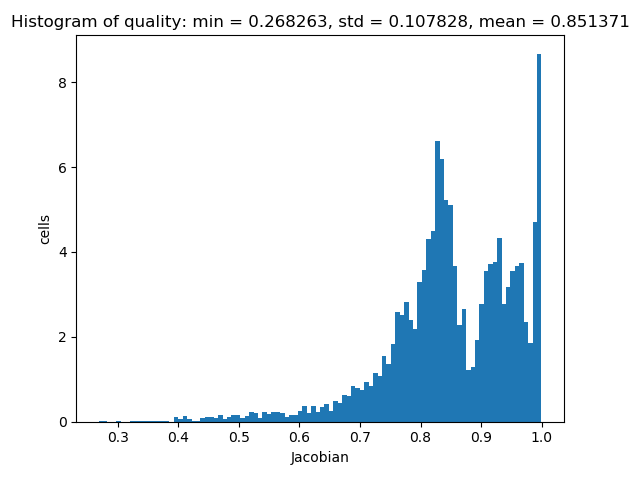 Histogram of quality: min = 0.268263, std = 0.107828, mean = 0.851371
8
6
cells
4
2
0
0.3 0.4 0.5 0.6 0.7 0.8 0.9 1.0
Jacobian